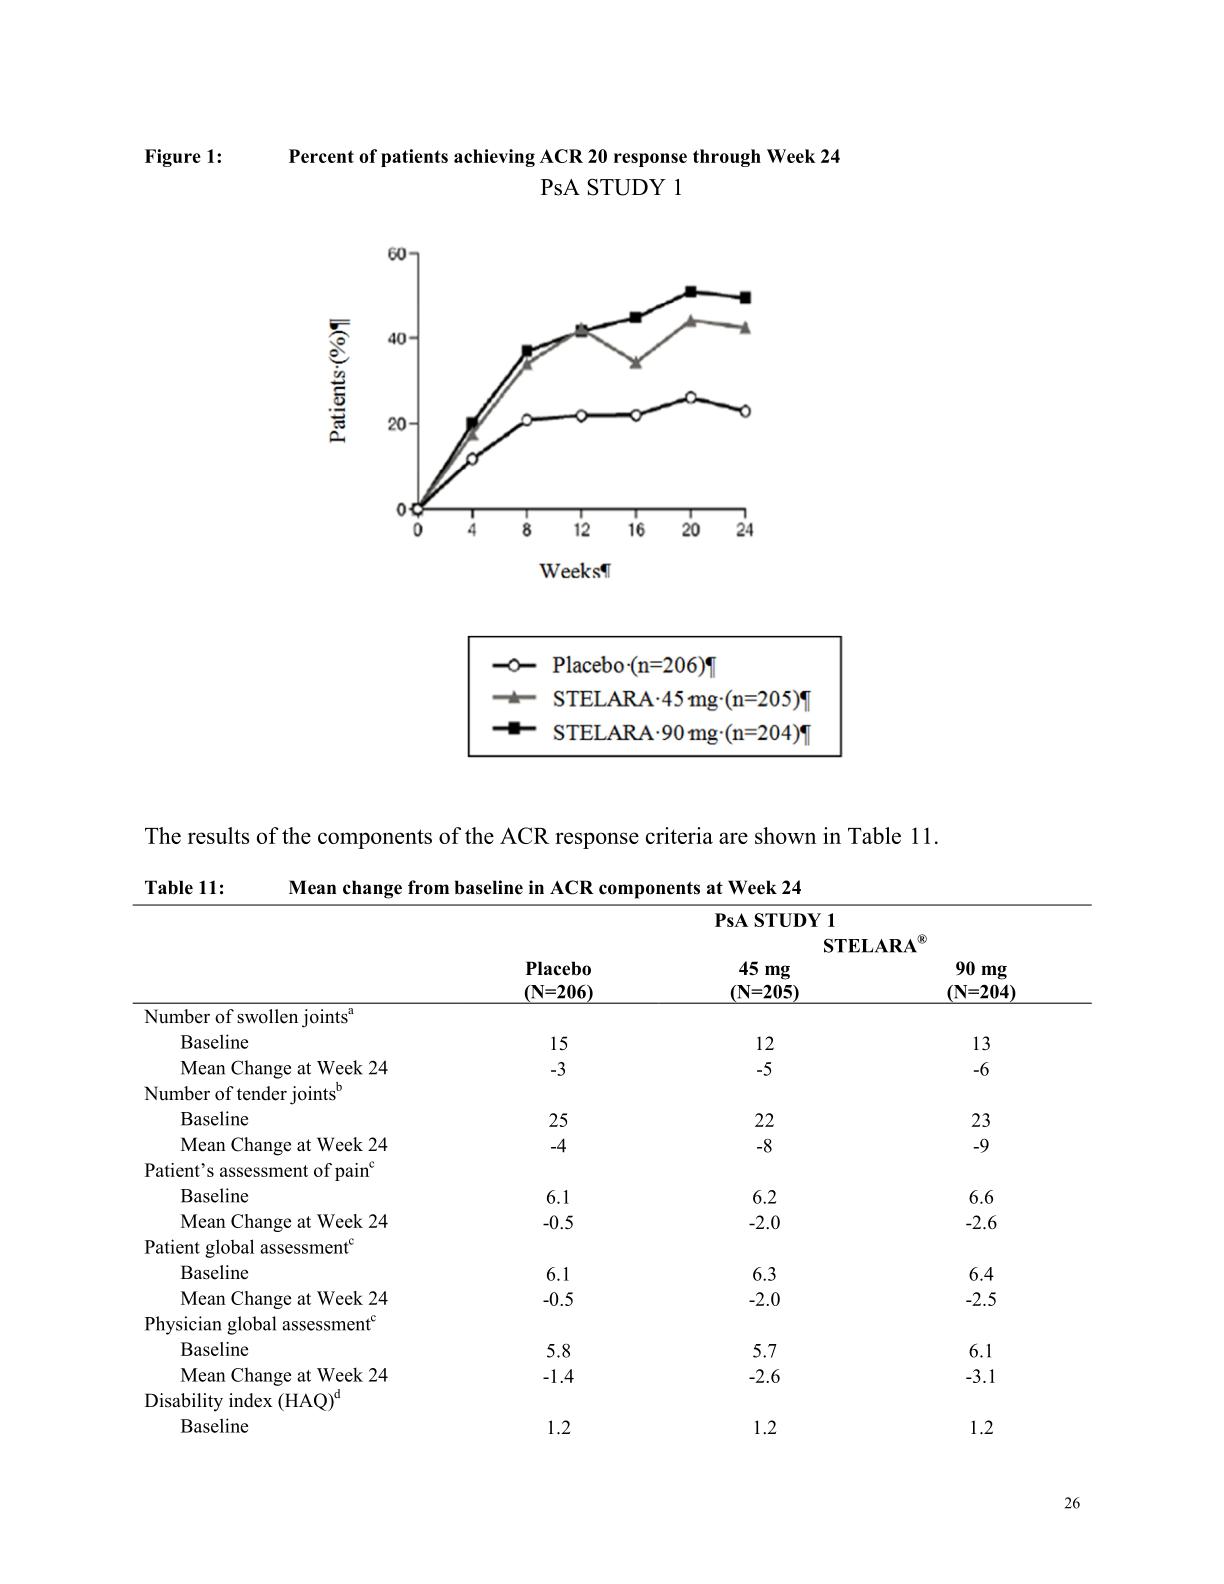 Figure 1: Percent of patients achieving ACR 20 response through Week 24
PsA STUDY 1
60
40
20
0
Patients·(%)¶
0 4 8 12 16 20 24
Weeks¶
Placebo·(n=206)¶
STELARA·45·mg·(n=205)¶
STELARA·90·mg·(n=204)¶
The results of the components of the ACR response criteria are shown in Table 11.
Table 11: Mean change from baseline in ACR components at Week 24
PsA STUDY 1
STELARA®
Placebo 45 mg 90 mg
(N=206) (N=205) (N=204)
Number of swollen jointsᵃ
Baseline 15 12 13
Mean Change at Week 24 -3 -5 -6
Number of tender jointsᵇ
Baseline 25 22 23
Mean Change at Week 24 -4 -8 -9
Patient’s assessment of painᶜ
Baseline 6.1 6.2 6.6
Mean Change at Week 24 -0.5 -2.0 -2.6
Patient global assessmentᶜ
Baseline 6.1 6.3 6.4
Mean Change at Week 24 -0.5 -2.0 -2.5
Physician global assessmentᶜ
Baseline 5.8 5.7 6.1
Mean Change at Week 24 -1.4 -2.6 -3.1
Disability index (HAQ)ᵈ
Baseline 1.2 1.2 1.2
26